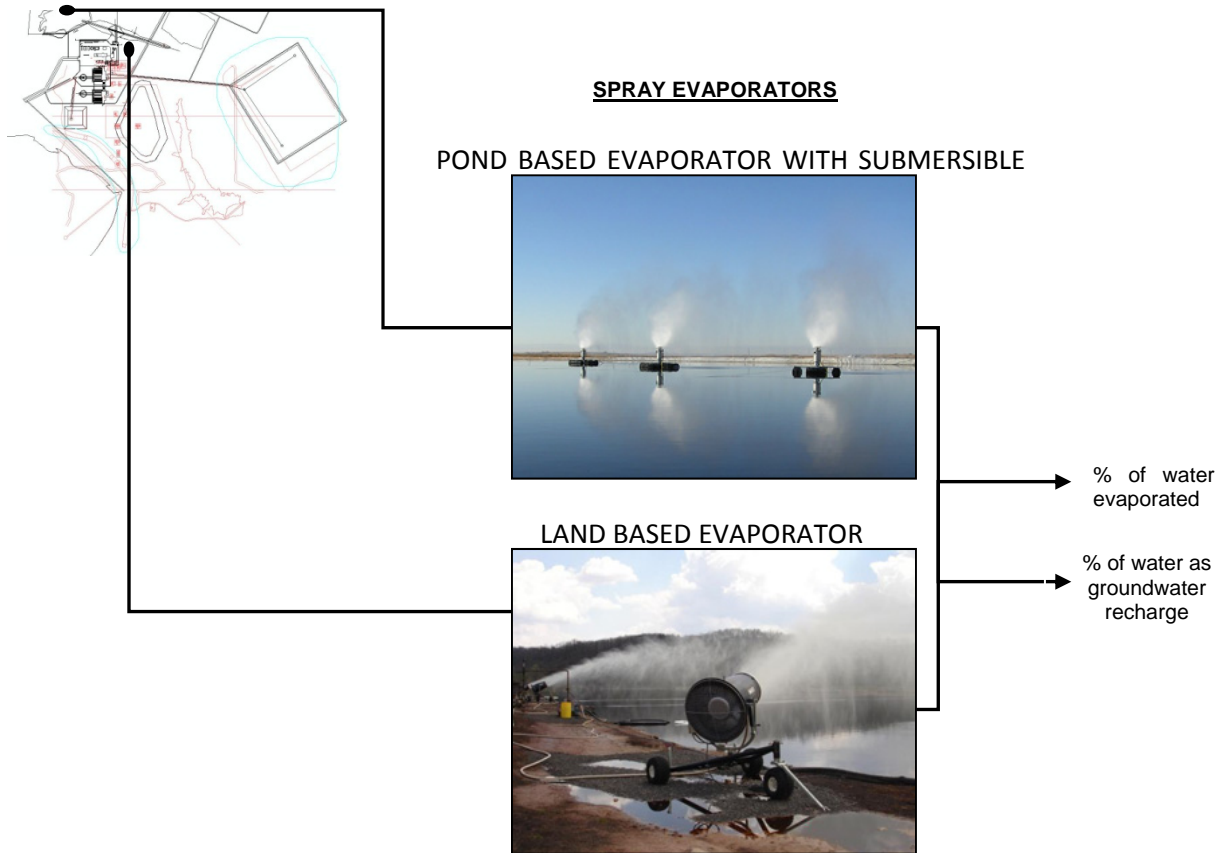 SPRAY EVAPORATORS
POND BASED EVAPORATOR WITH SUBMERSIBLE
LAND BASED EVAPORATOR
% of water
evaporated
% of water as
groundwater
recharge